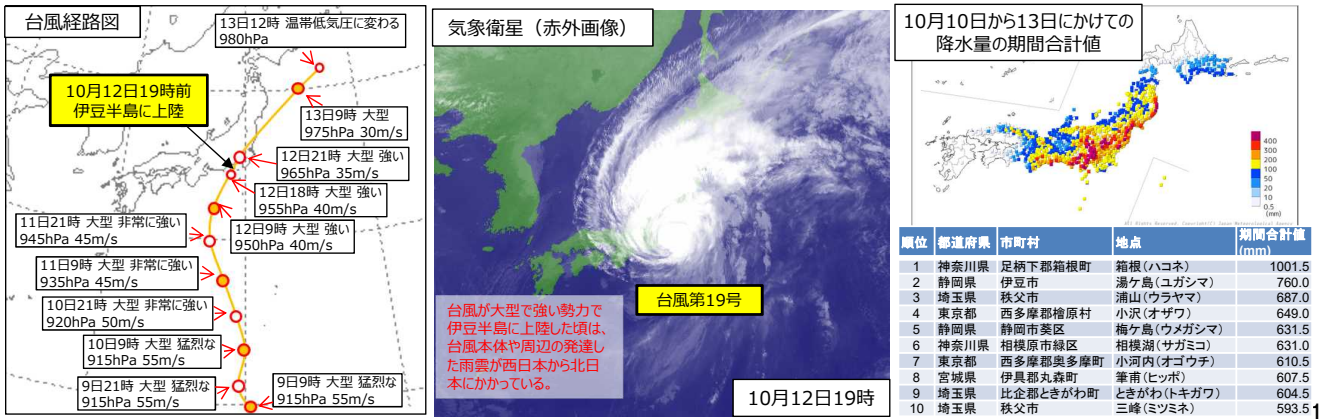 台風経路図
13日12時 温帯低気圧に変わる
980hPa
10月12日19時前
伊豆半島に上陸
13日9時 大型
975hPa 30m/s
12日21時 大型 強い
965hPa 35m/s
12日18時 大型 強い
955hPa 40m/s
11日21時 大型 非常に強い
945hPa 45m/s
12日9時 大型 強い
950hPa 40m/s
11日9時 大型 非常に強い
935hPa 45m/s
10日21時 大型 非常に強い
920hPa 50m/s
10日9時 大型 猛烈な
915hPa 55m/s
9日21時 大型 猛烈な
915hPa 55m/s
9日9時 大型 猛烈な
915hPa 55m/s
気象衛星（赤外画像）
台風第19号
台風が大型で強い勢力で
伊豆半島に上陸した頃は、
台風本体や周辺の発達し
た雨雲が西日本から北日
本にかかっている。
10月12日19時
10月10日から13日にかけての
降水量の期間合計値
400
300
200
100
50
20
10
0.5
(mm)
All Rights Reserved. Copyright(C) Japan Meteorological Agency
順位 都道府県 市町村 地点 期間合計値(mm)
1 神奈川県 足柄下郡箱根町 箱根(ハコネ) 1001.5
2 静岡県 伊豆市 湯ケ島(ユガシマ) 760.0
3 埼玉県 秩父市 浦山(ウラヤマ) 687.0
4 東京都 西多摩郡檜原村 小沢(オザワ) 649.0
5 静岡県 静岡市葵区 梅ケ島(ウメガシマ) 631.5
6 神奈川県 相模原市緑区 相模湖(サガミコ) 631.0
7 東京都 西多摩郡奥多摩町 小河内(オゴウチ) 610.5
8 宮城県 伊具郡丸森町 筆甫(ヒッポ) 607.5
9 埼玉県 比企郡ときがわ町 ときがわ(トキガワ) 604.5
10 埼玉県 秩父市 三峰(ミツミネ) 593.5
1